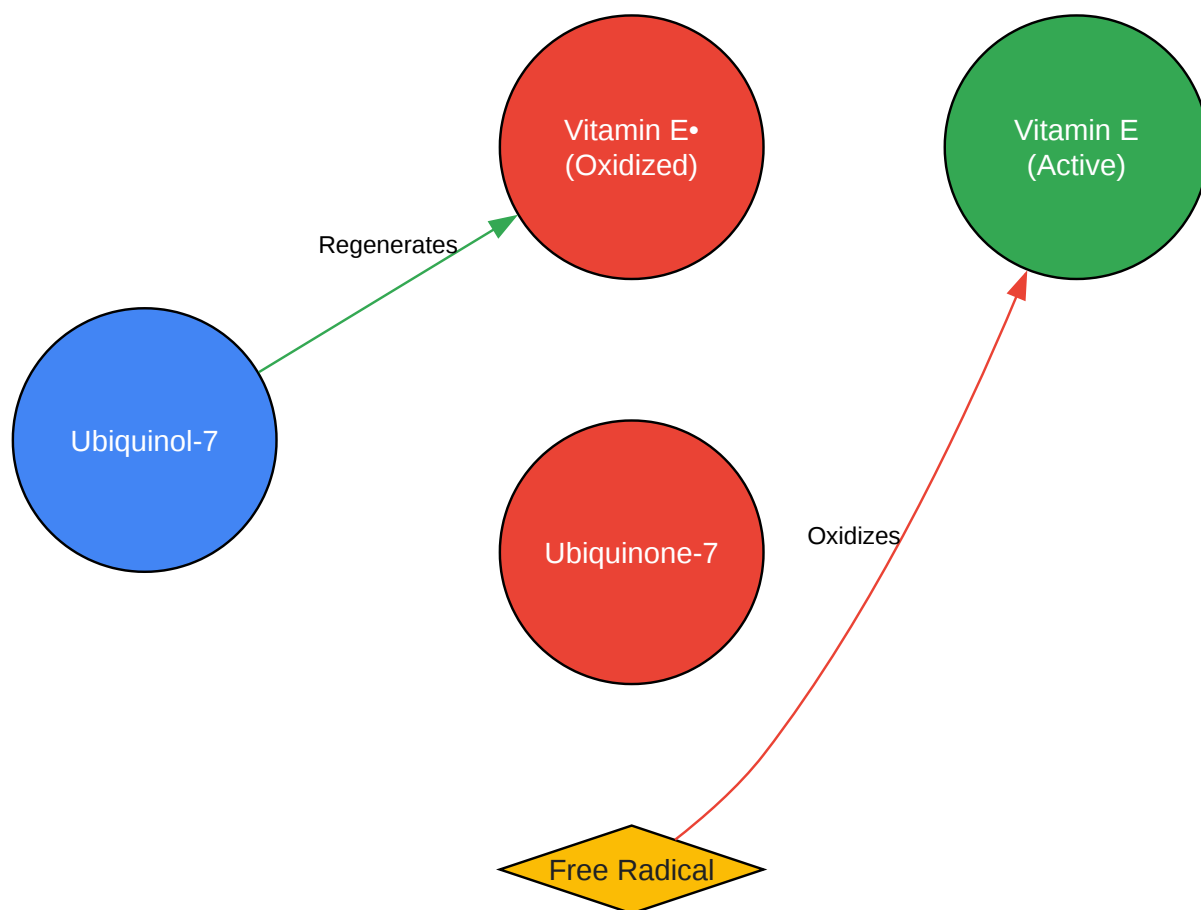 Vitamin E•
(Oxidized)
Vitamin E
(Active)
Regenerates
Ubiquinol-7
Oxidizes
Ubiquinone-7
Free Radical